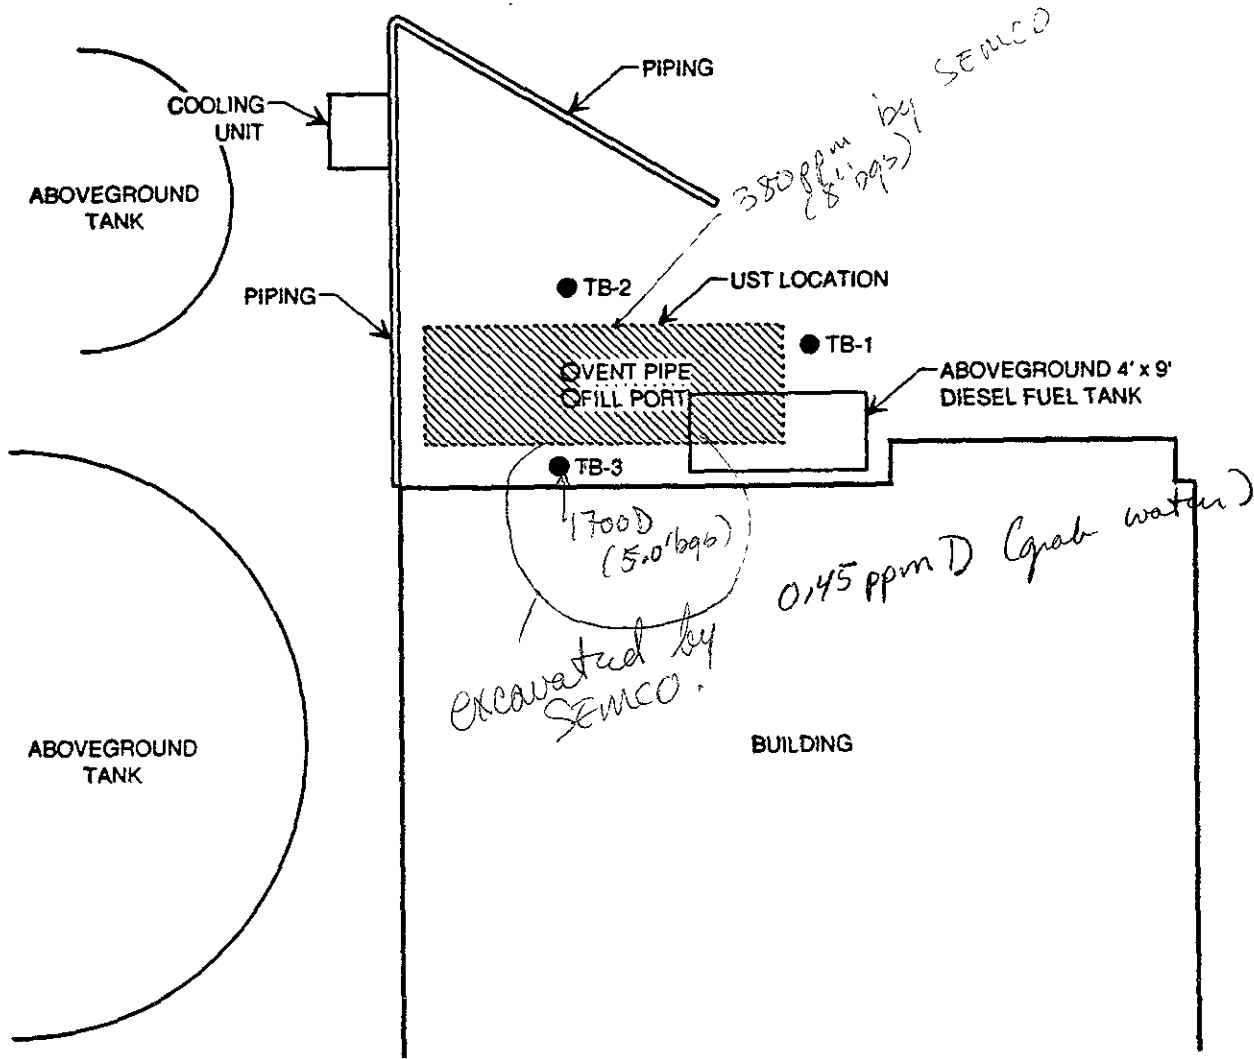 PIPING
380 ppm by SEMCO
(8' bgs)
COOLING
UNIT
ABOVEGROUND
TANK
TB-2
UST LOCATION
PIPING
TB-1
VENT PIPE
FILL PORT
ABOVEGROUND 4' x 9'
DIESEL FUEL TANK
TB-3
1700D
(5.0' bgs)
0.45 ppm D (grab water)
excavated by
SEMCO.
ABOVEGROUND
TANK
BUILDING